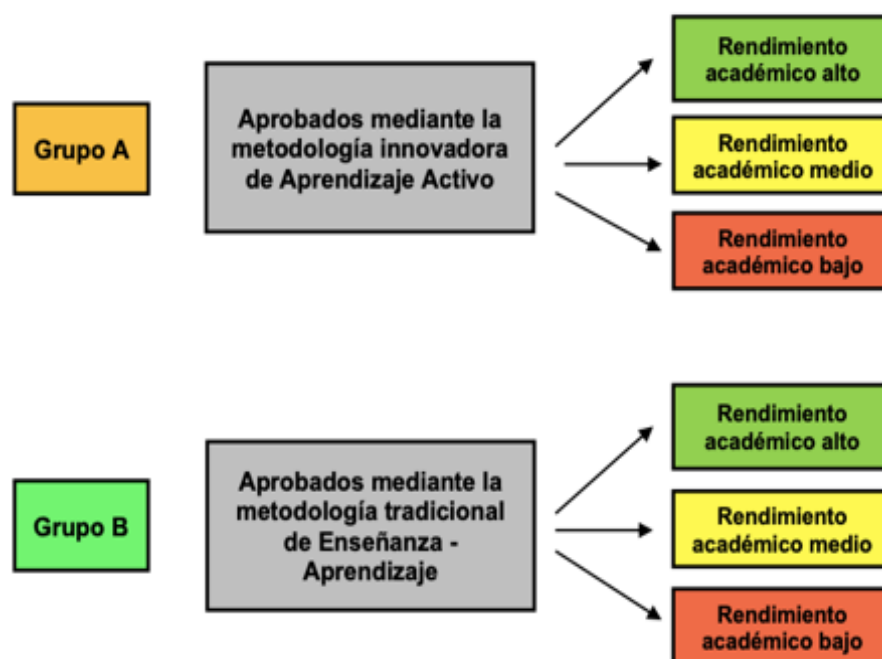 Grupo A
Aprobados mediante la
metodología innovadora
de Aprendizaje Activo
Rendimiento
académico alto
Rendimiento
académico medio
Rendimiento
académico bajo
Grupo B
Aprobados mediante la
metodología tradicional
de Enseñanza -
Aprendizaje
Rendimiento
académico alto
Rendimiento
académico medio
Rendimiento
académico bajo